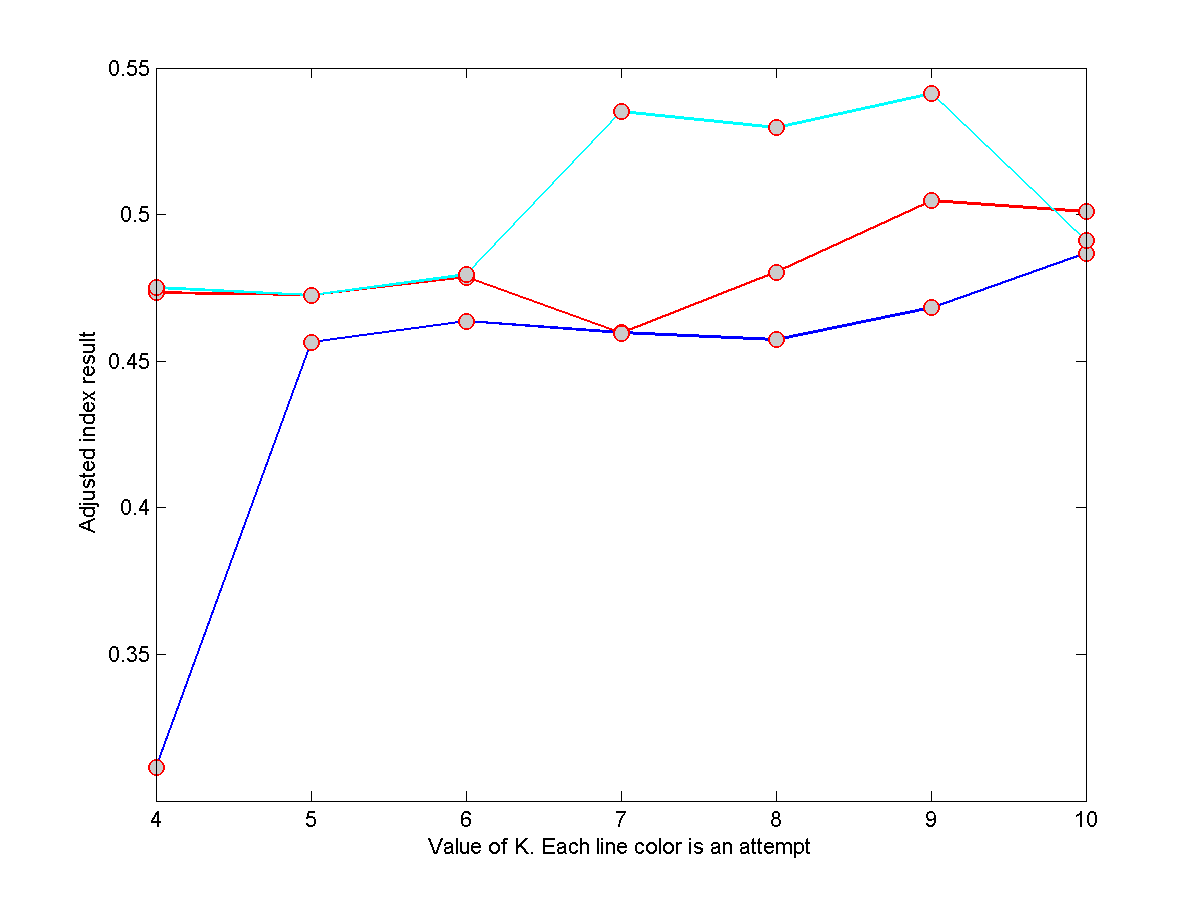 0.55
0.5
0.45
0.4
0.35
Adjusted index result
4 5 6 7 8 9 10
Value of K. Each line color is an attempt